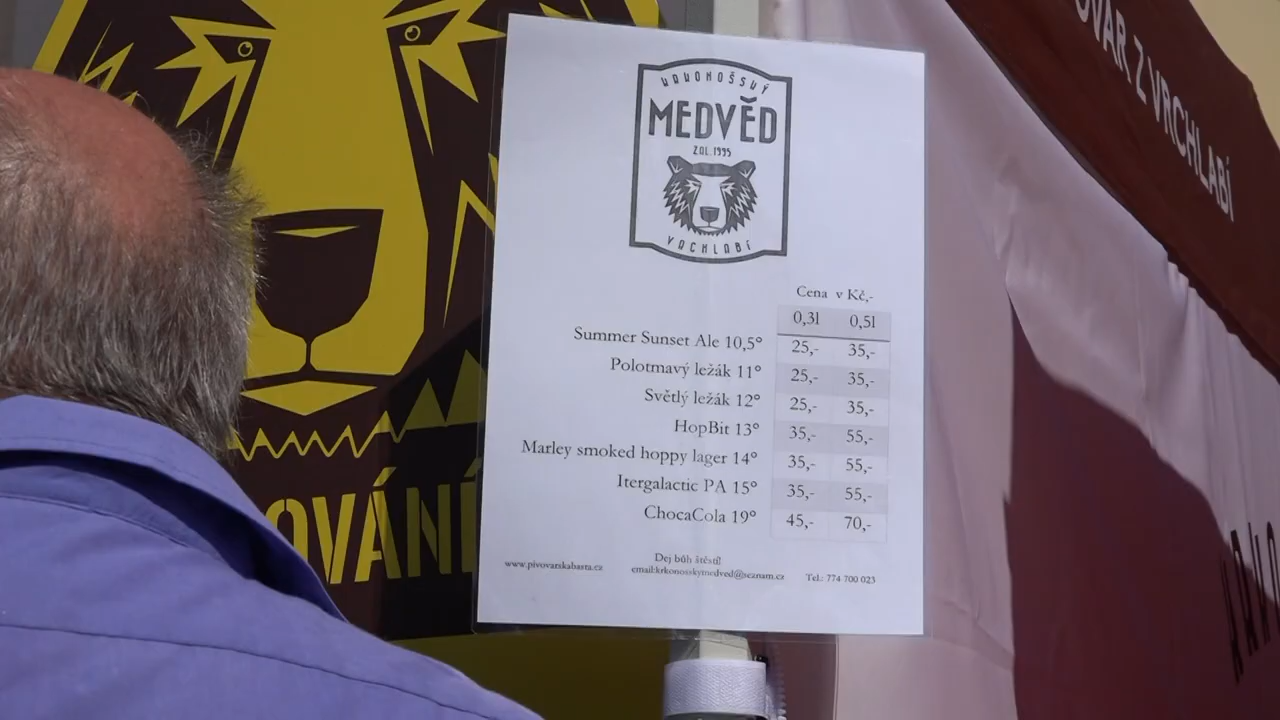 KRKONOŠSKÝ
MEDVĚD
ZAL. 1995
VRCHLABÍ
Cena v Kč,-
0,3l 0,5l
Summer Sunset Ale 10,5° 25,- 35,-
Polotmavý ležák 11° 25,- 35,-
Světlý ležák 12° 25,- 35,-
HopBit 13° 35,- 55,-
Marley smoked hoppy lager 14° 35,- 55,-
Itergalactic PA 15° 35,- 55,-
ChocaCola 19° 45,- 70,-
Dej bůh štěstí!
www.pivovarskabasta.cz email:krkonosskymedved@seznam.cz Tel.: 774 700 023
OVÁNÍ
OVAR Z VRCHLABÍ